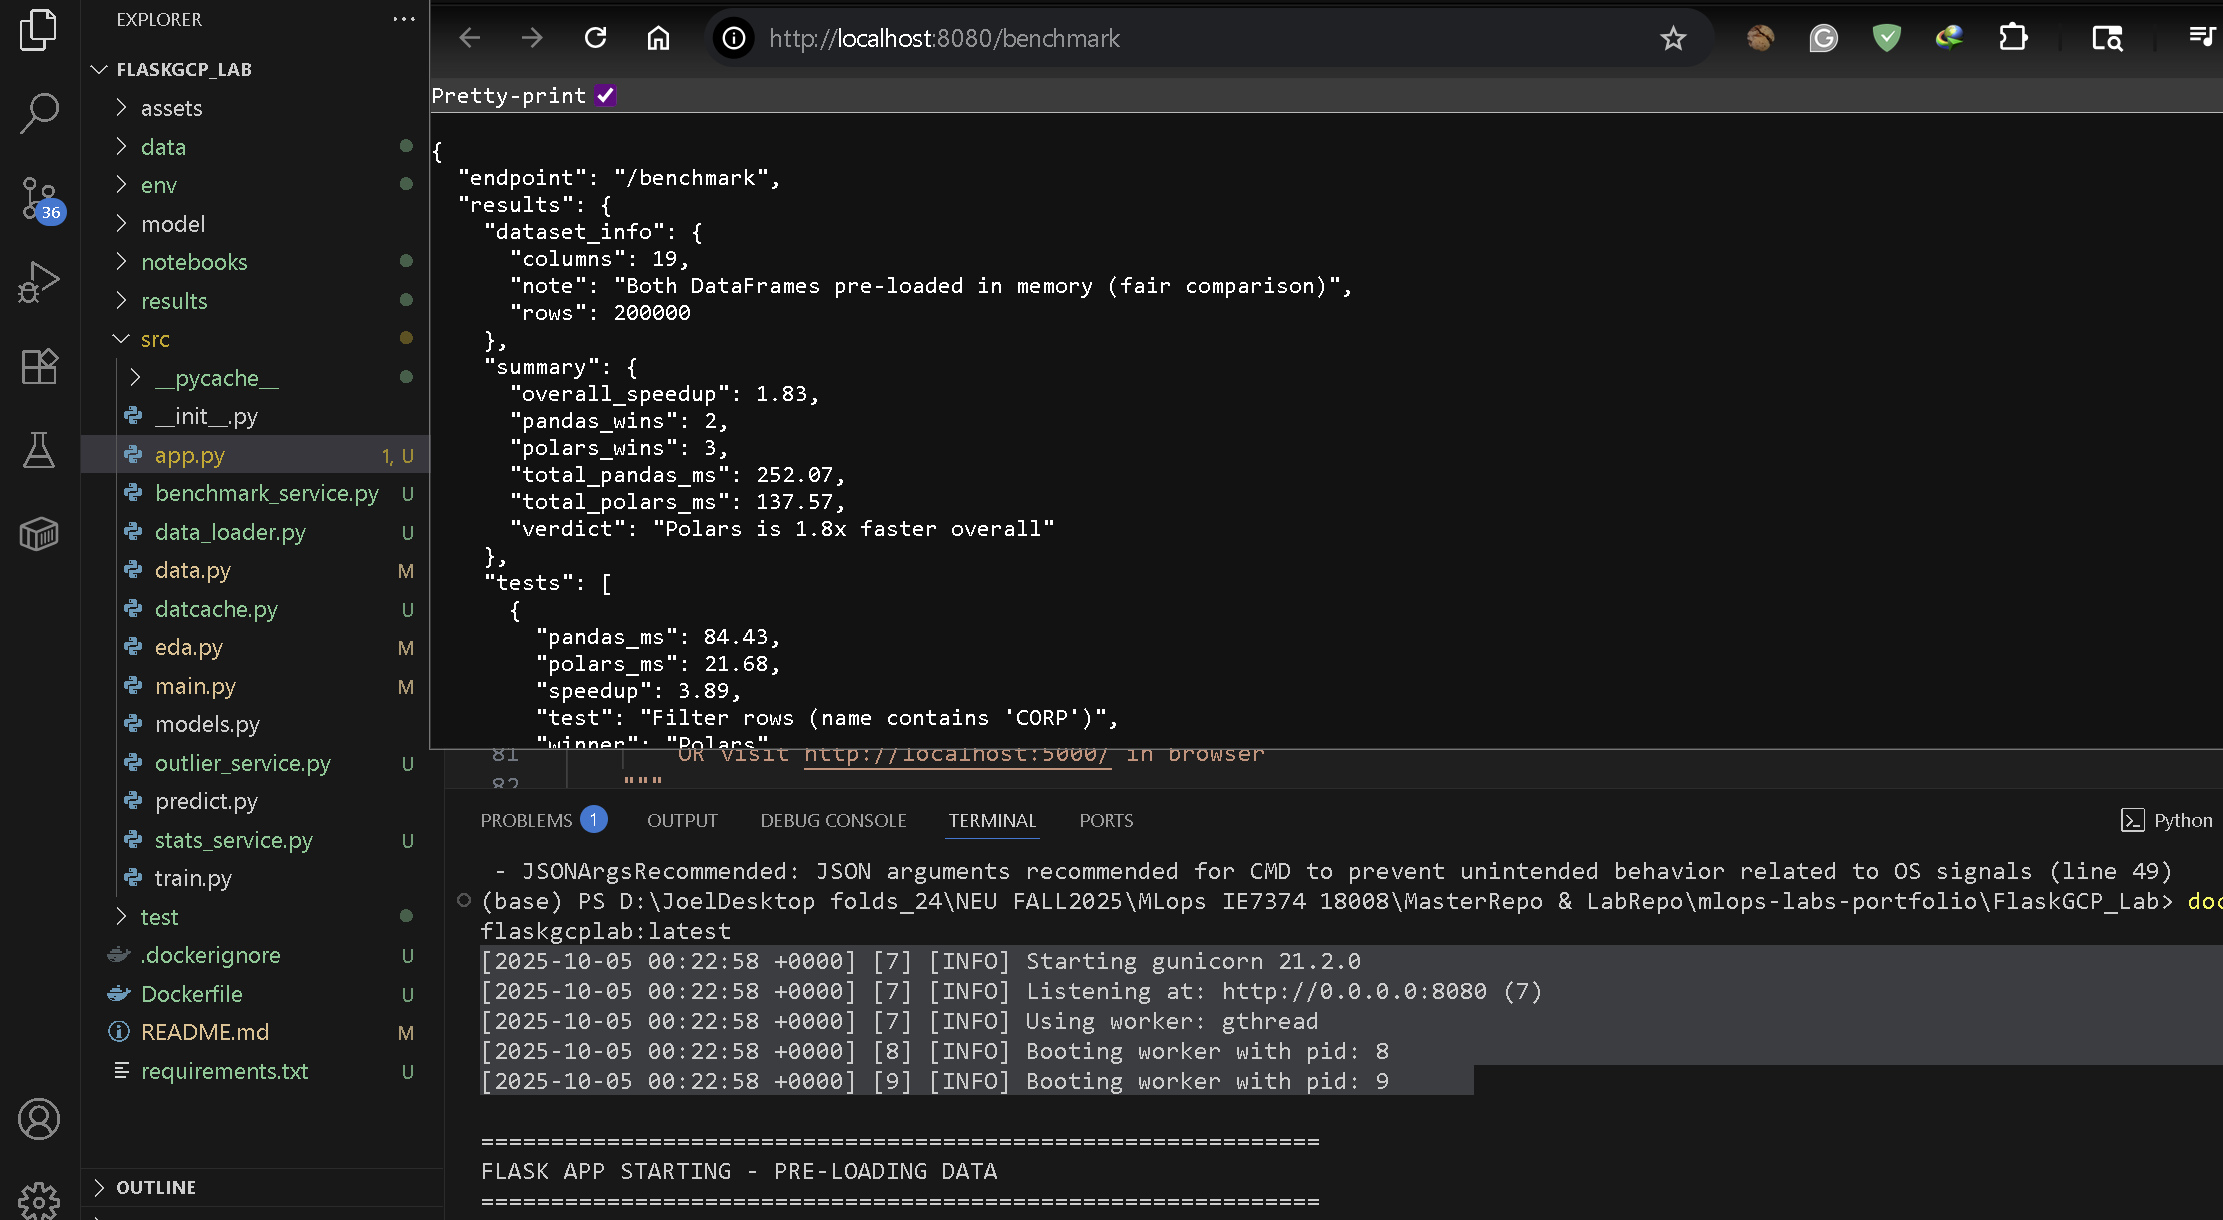 EXPLORER
FLASKGCP_LAB
assets
data
env
model
notebooks
results
src
__pycache__
__init__.py
app.py 1, U
benchmark_service.py U
data_loader.py U
data.py M
datcache.py U
eda.py M
main.py M
models.py
outlier_service.py U
predict.py
stats_service.py U
train.py
test
.dockerignore U
Dockerfile U
README.md M
requirements.txt U
OUTLINE
36
http://localhost:8080/benchmark
Pretty-print
{
"endpoint": "/benchmark",
"results": {
"dataset_info": {
"columns": 19,
"note": "Both DataFrames pre-loaded in memory (fair comparison)",
"rows": 200000
},
"summary": {
"overall_speedup": 1.83,
"pandas_wins": 2,
"polars_wins": 3,
"total_pandas_ms": 252.07,
"total_polars_ms": 137.57,
"verdict": "Polars is 1.8x faster overall"
},
"tests": [
{
"pandas_ms": 84.43,
"polars_ms": 21.68,
"speedup": 3.89,
"test": "Filter rows (name contains 'CORP')",
"winner": "Polars"
81 OR visit http://localhost:5000/ in browser
82 """
PROBLEMS 1 OUTPUT DEBUG CONSOLE TERMINAL PORTS Python
- JSONArgsRecommended: JSON arguments recommended for CMD to prevent unintended behavior related to OS signals (line 49)
(base) PS D:\JoelDesktop folds_24\NEU FALL2025\MLops IE7374 18008\MasterRepo & LabRepo\mlops-labs-portfolio\FlaskGCP_Lab> doc
flaskgcplab:latest
[2025-10-05 00:22:58 +0000] [7] [INFO] Starting gunicorn 21.2.0
[2025-10-05 00:22:58 +0000] [7] [INFO] Listening at: http://0.0.0.0:8080 (7)
[2025-10-05 00:22:58 +0000] [7] [INFO] Using worker: gthread
[2025-10-05 00:22:58 +0000] [8] [INFO] Booting worker with pid: 8
[2025-10-05 00:22:58 +0000] [9] [INFO] Booting worker with pid: 9
============================================================
FLASK APP STARTING - PRE-LOADING DATA
============================================================